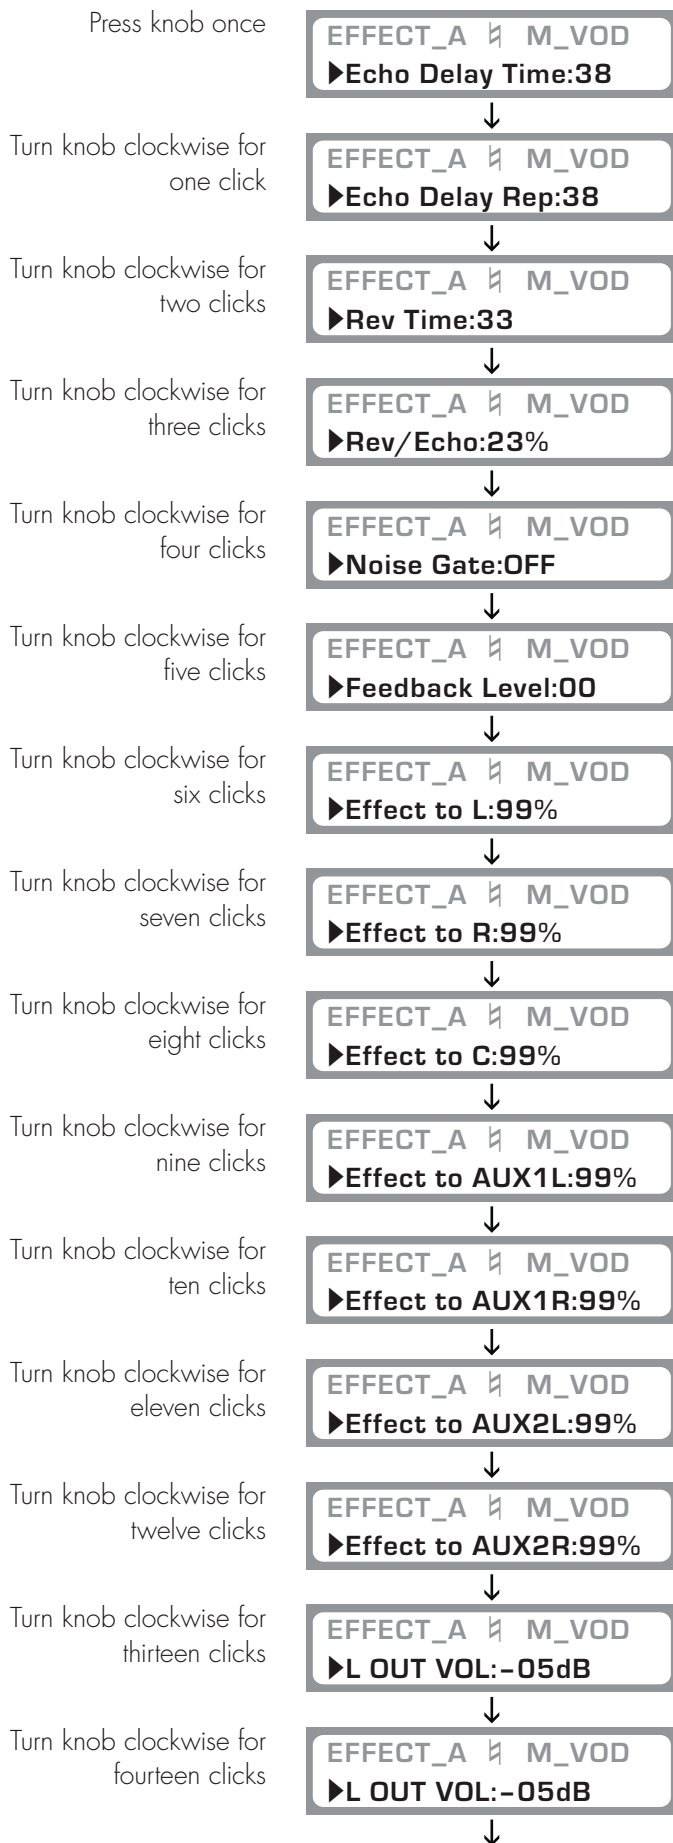 Press knob once
EFFECT_A ♮ M_VOD
▶Echo Delay Time:38
↓
Turn knob clockwise for
one click
EFFECT_A ♮ M_VOD
▶Echo Delay Rep:38
↓
Turn knob clockwise for
two clicks
EFFECT_A ♮ M_VOD
▶Rev Time:33
↓
Turn knob clockwise for
three clicks
EFFECT_A ♮ M_VOD
▶Rev/Echo:23%
↓
Turn knob clockwise for
four clicks
EFFECT_A ♮ M_VOD
▶Noise Gate:OFF
↓
Turn knob clockwise for
five clicks
EFFECT_A ♮ M_VOD
▶Feedback Level:00
↓
Turn knob clockwise for
six clicks
EFFECT_A ♮ M_VOD
▶Effect to L:99%
↓
Turn knob clockwise for
seven clicks
EFFECT_A ♮ M_VOD
▶Effect to R:99%
↓
Turn knob clockwise for
eight clicks
EFFECT_A ♮ M_VOD
▶Effect to C:99%
↓
Turn knob clockwise for
nine clicks
EFFECT_A ♮ M_VOD
▶Effect to AUX1L:99%
↓
Turn knob clockwise for
ten clicks
EFFECT_A ♮ M_VOD
▶Effect to AUX1R:99%
↓
Turn knob clockwise for
eleven clicks
EFFECT_A ♮ M_VOD
▶Effect to AUX2L:99%
↓
Turn knob clockwise for
twelve clicks
EFFECT_A ♮ M_VOD
▶Effect to AUX2R:99%
↓
Turn knob clockwise for
thirteen clicks
EFFECT_A ♮ M_VOD
▶L OUT VOL:-05dB
↓
Turn knob clockwise for
fourteen clicks
EFFECT_A ♮ M_VOD
▶L OUT VOL:-05dB
↓